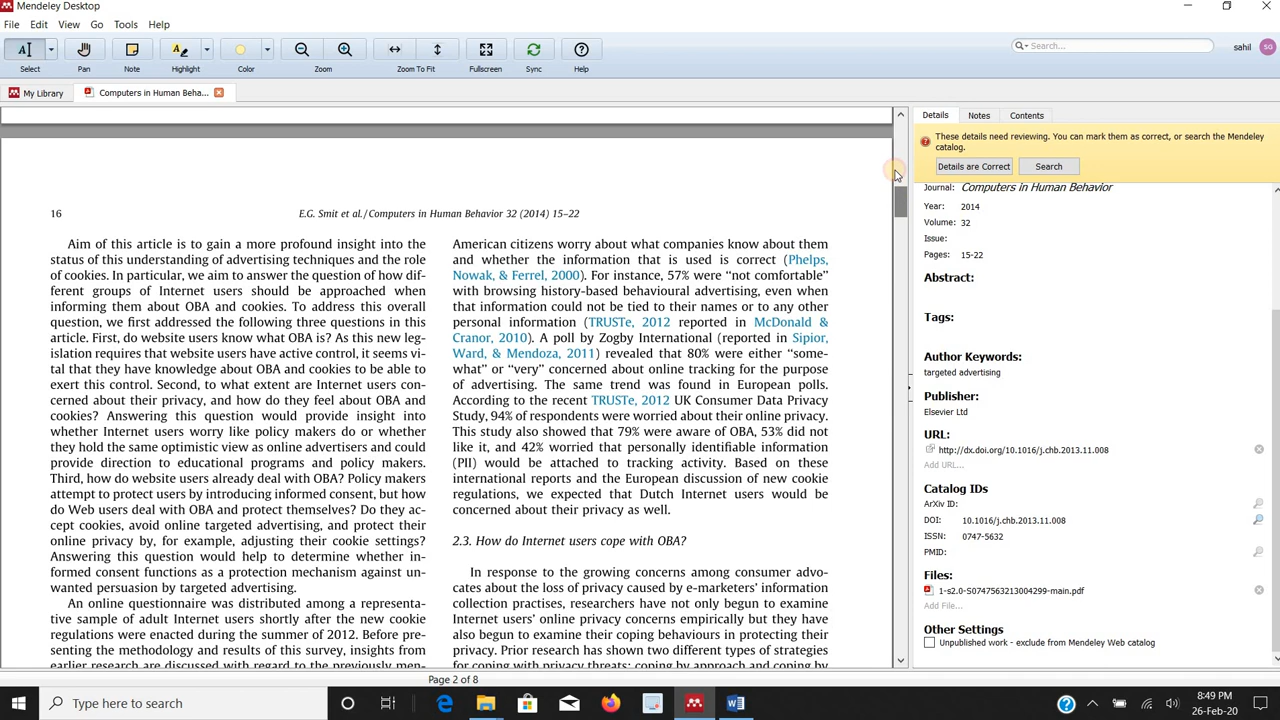 Mendeley Desktop
File Edit View Go Tools Help
Select Pan Note Highlight Color Zoom Zoom To Fit Fullscreen Sync Help
Search...
sahil SG
My Library Computers in Human Beha...
16 E.G. Smit et al. / Computers in Human Behavior 32 (2014) 15–22
Aim of this article is to gain a more profound insight into the
status of this understanding of advertising techniques and the role
of cookies. In particular, we aim to answer the question of how dif-
ferent groups of Internet users should be approached when
informing them about OBA and cookies. To address this overall
question, we first addressed the following three questions in this
article. First, do website users know what OBA is? As this new leg-
islation requires that website users have active control, it seems vi-
tal that they have knowledge about OBA and cookies to be able to
exert this control. Second, to what extent are Internet users con-
cerned about their privacy, and how do they feel about OBA and
cookies? Answering this question would provide insight into
whether Internet users worry like policy makers do or whether
they hold the same optimistic view as online advertisers and could
provide direction to educational programs and policy makers.
Third, how do website users already deal with OBA? Policy makers
attempt to protect users by introducing informed consent, but how
do Web users deal with OBA and protect themselves? Do they ac-
cept cookies, avoid online targeted advertising, and protect their
online privacy by, for example, adjusting their cookie settings?
Answering this question would help to determine whether in-
formed consent functions as a protection mechanism against un-
wanted persuasion by targeted advertising.
An online questionnaire was distributed among a representa-
tive sample of adult Internet users shortly after the new cookie
regulations were enacted during the summer of 2012. Before pre-
senting the methodology and results of this survey, insights from
earlier research are discussed with regard to the previously men-
American citizens worry about what companies know about them
and whether the information that is used is correct (Phelps,
Nowak, & Ferrel, 2000). For instance, 57% were ‘‘not comfortable’’
with browsing history-based behavioural advertising, even when
that information could not be tied to their names or to any other
personal information (TRUSTe, 2012 reported in McDonald &
Cranor, 2010). A poll by Zogby International (reported in Sipior,
Ward, & Mendoza, 2011) revealed that 80% were either ‘‘some-
what’’ or ‘‘very’’ concerned about online tracking for the purpose
of advertising. The same trend was found in European polls.
According to the recent TRUSTe, 2012 UK Consumer Data Privacy
Study, 94% of respondents were worried about their online privacy.
This study also showed that 79% were aware of OBA, 53% did not
like it, and 42% worried that personally identifiable information
(PII) would be attached to tracking activity. Based on these
international reports and the European discussion of new cookie
regulations, we expected that Dutch Internet users would be
concerned about their privacy as well.
2.3. How do Internet users cope with OBA?
In response to the growing concerns among consumer advo-
cates about the loss of privacy caused by e-marketers’ information
collection practises, researchers have not only begun to examine
Internet users’ online privacy concerns empirically but they have
also begun to examine their coping behaviours in protecting their
privacy. Prior research has shown two different types of strategies
for coping with privacy threats: coping by approach and coping by
Details Notes Contents
These details need reviewing. You can mark them as correct, or search the Mendeley
catalog.
Details are Correct Search
Journal: Computers in Human Behavior
Year: 2014
Volume: 32
Issue:
Pages: 15-22
Abstract:
Tags:
Author Keywords:
targeted advertising
Publisher:
Elsevier Ltd
URL:
http://dx.doi.org/10.1016/j.chb.2013.11.008
Add URL...
Catalog IDs
ArXiv ID:
DOI: 10.1016/j.chb.2013.11.008
ISSN: 0747-5632
PMID:
Files:
1-s2.0-S0747563213004299-main.pdf
Add File...
Other Settings
Unpublished work - exclude from Mendeley Web catalog
Page 2 of 8
Type here to search
8:49 PM
26-Feb-20